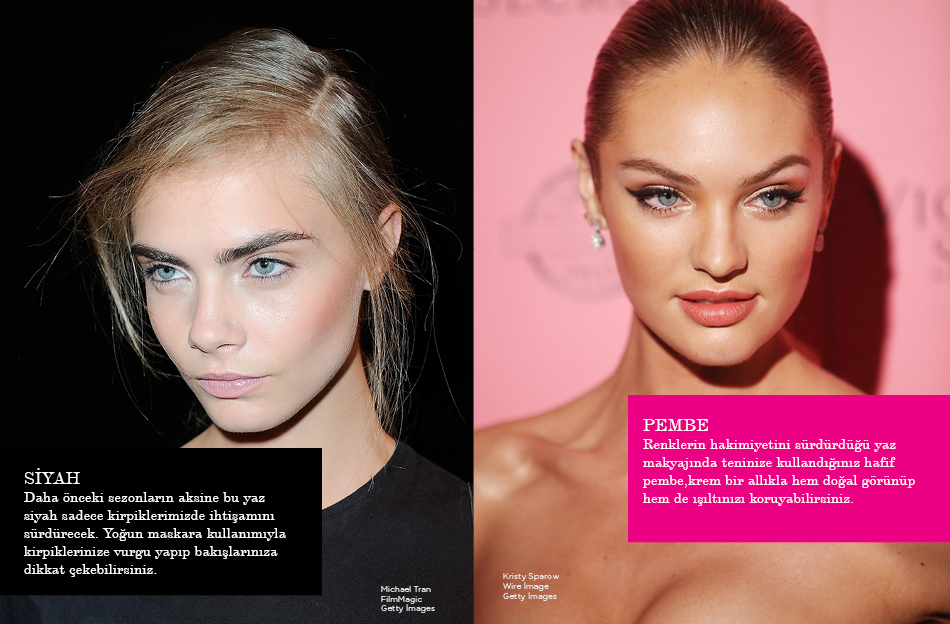 SİYAH
Daha önceki sezonların aksine bu yaz
siyah sadece kirpiklerimizde ihtişamını
sürdürecek. Yoğun maskara kullanımıyla
kirpiklerinize vurgu yapıp bakışlarınıza
dikkat çekebilirsiniz.
Michael Tran
FilmMagic
Getty Images
PEMBE
Renklerin hakimiyetini sürdürdüğü yaz
makyajında teninize kullandığınız hafif
pembe,krem bir allıkla hem doğal görünüp
hem de ışıltınızı koruyabilirsiniz.
Kristy Sparow
Wire Image
Getty Images